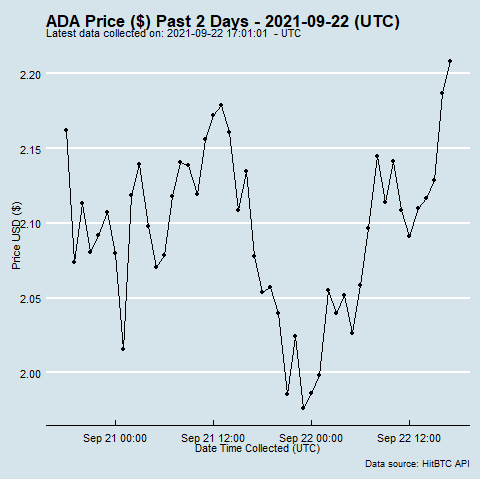 ADA Price ($) Past 2 Days - 2021-09-22 (UTC)
Latest data collected on: 2021-09-22 17:01:01  - UTC
2.20
2.15
2.10
2.05
2.00
Price USD ($)
Sep 21 00:00
Sep 21 12:00
Sep 22 00:00
Sep 22 12:00
Date Time Collected (UTC)
Data source: HitBTC API